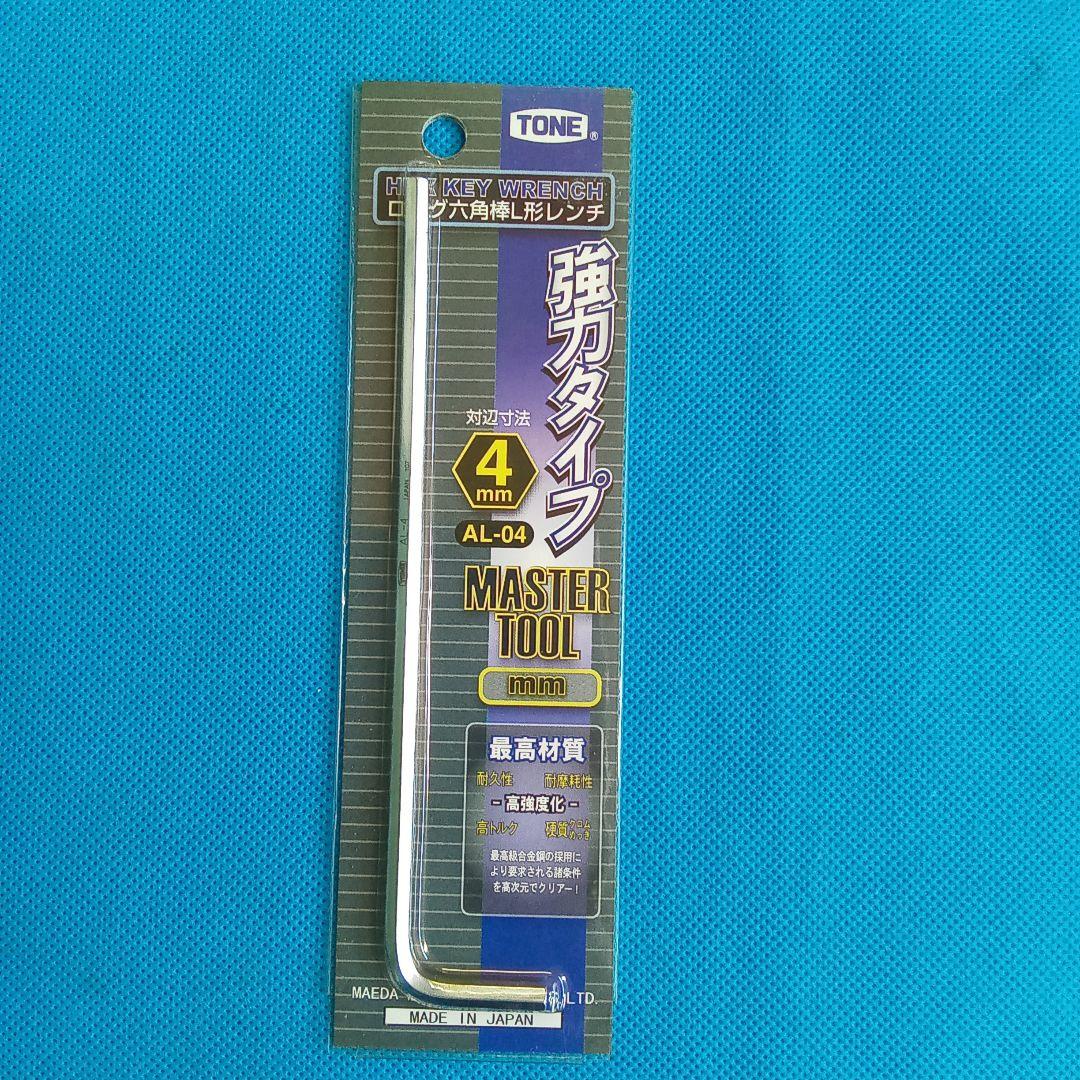 TONE ®
HEX KEY WRENCH
ロング六角棒L形レンチ
強力タイプ
対辺寸法
4
mm
AL-04
MASTER
TOOL
mm
最高材質
耐久性 耐摩耗性
- 高強度化 -
高トルク 硬質クロムめっき
最高級合金鋼の採用に
より要求される諸条件
を高次元でクリアー!
AL-4 JAPAN
MAEDA LTD.
MADE IN JAPAN